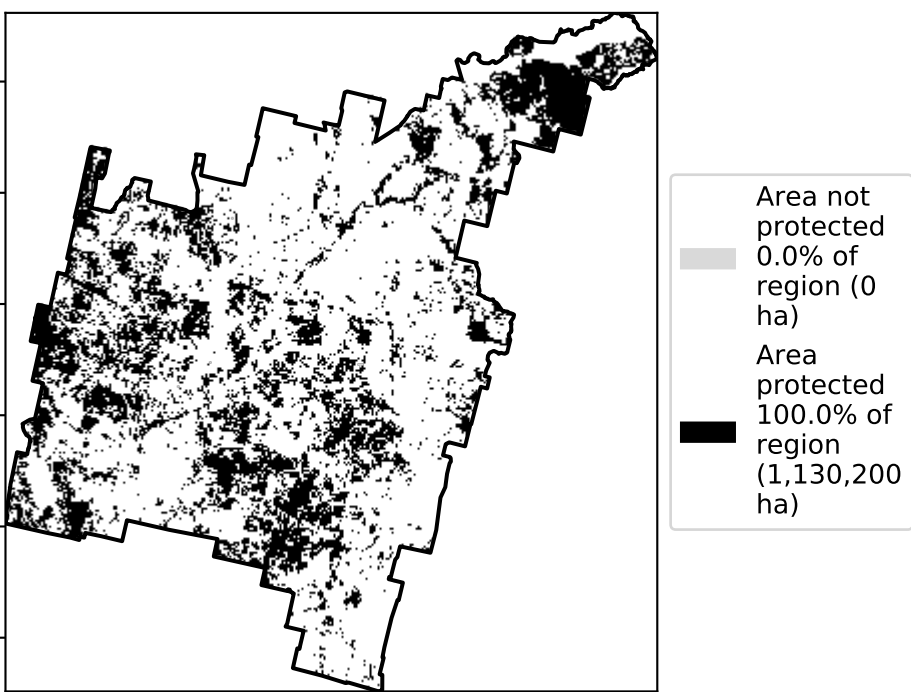 Area not
protected
0.0% of
region (0
ha)
Area
protected
100.0% of
region
(1,130,200
ha)